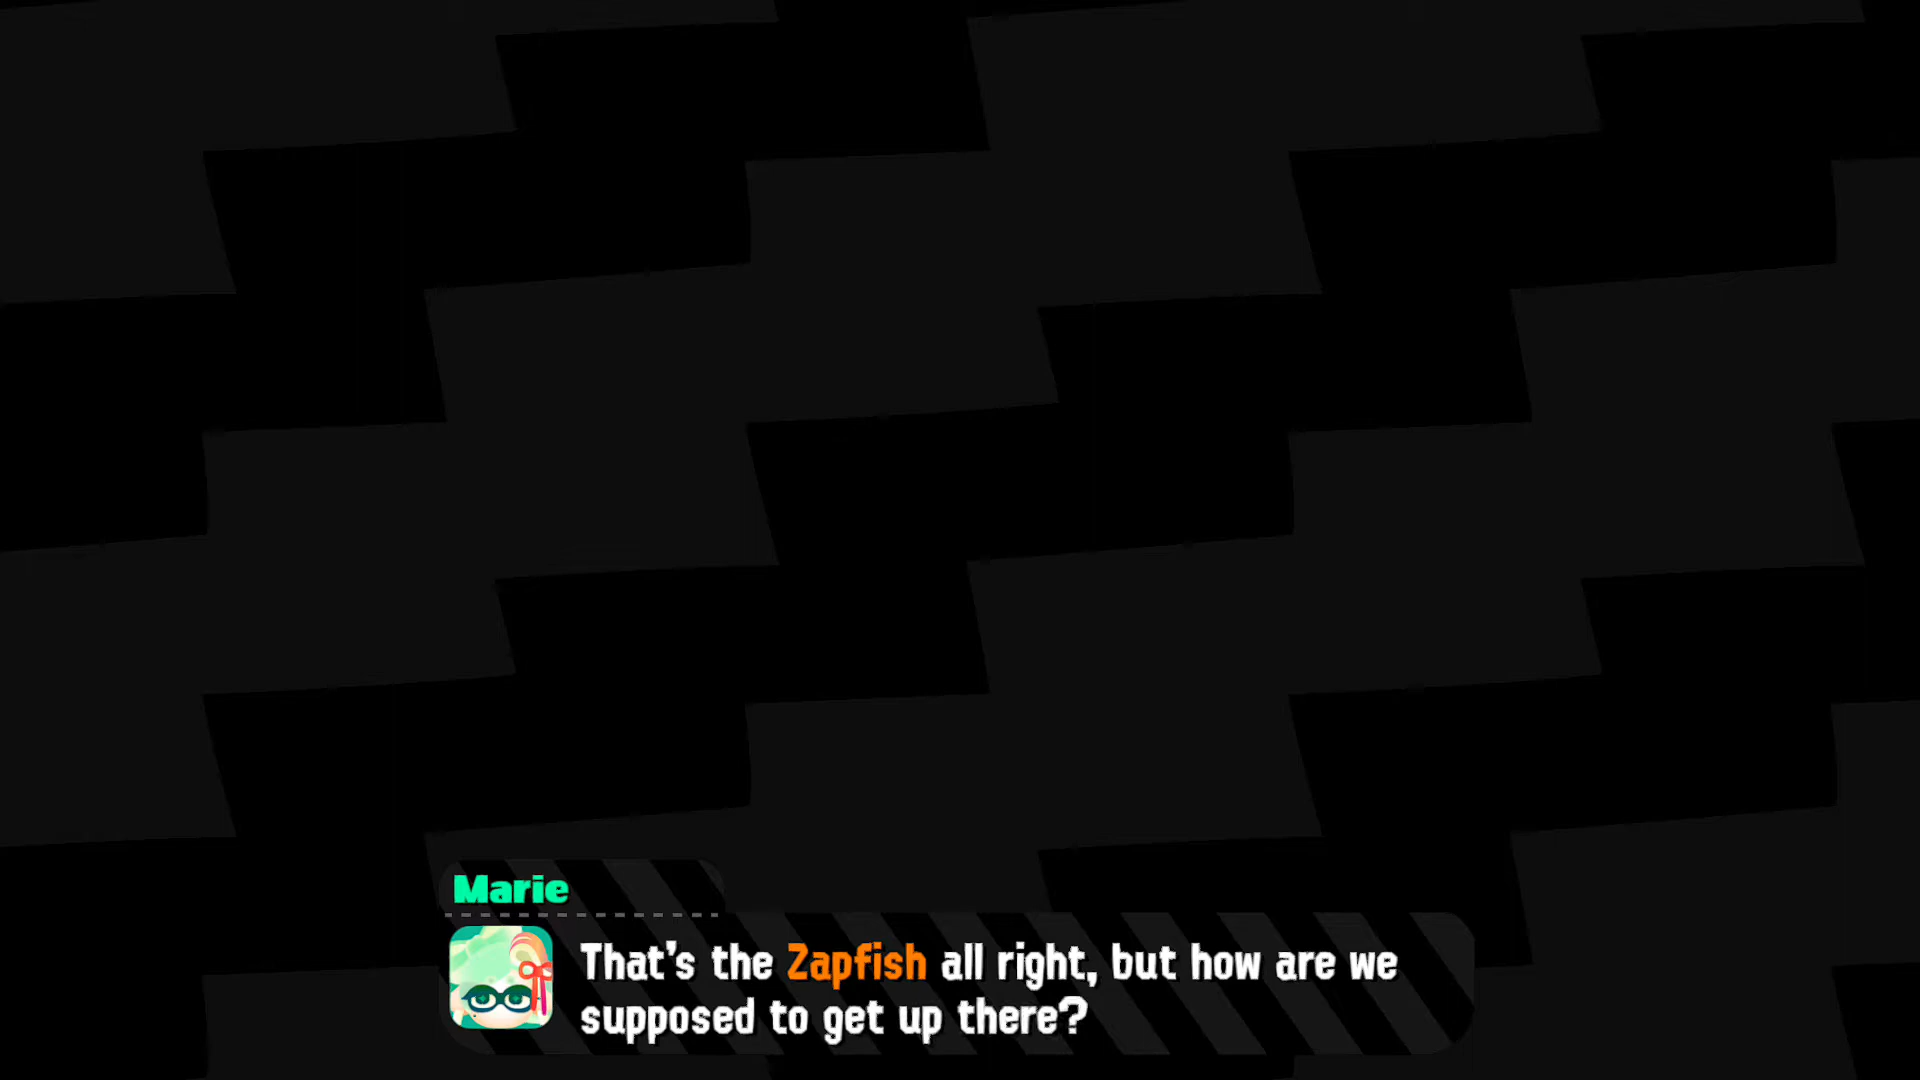 Marie
That's the Zapfish all right, but how are we
supposed to get up there?